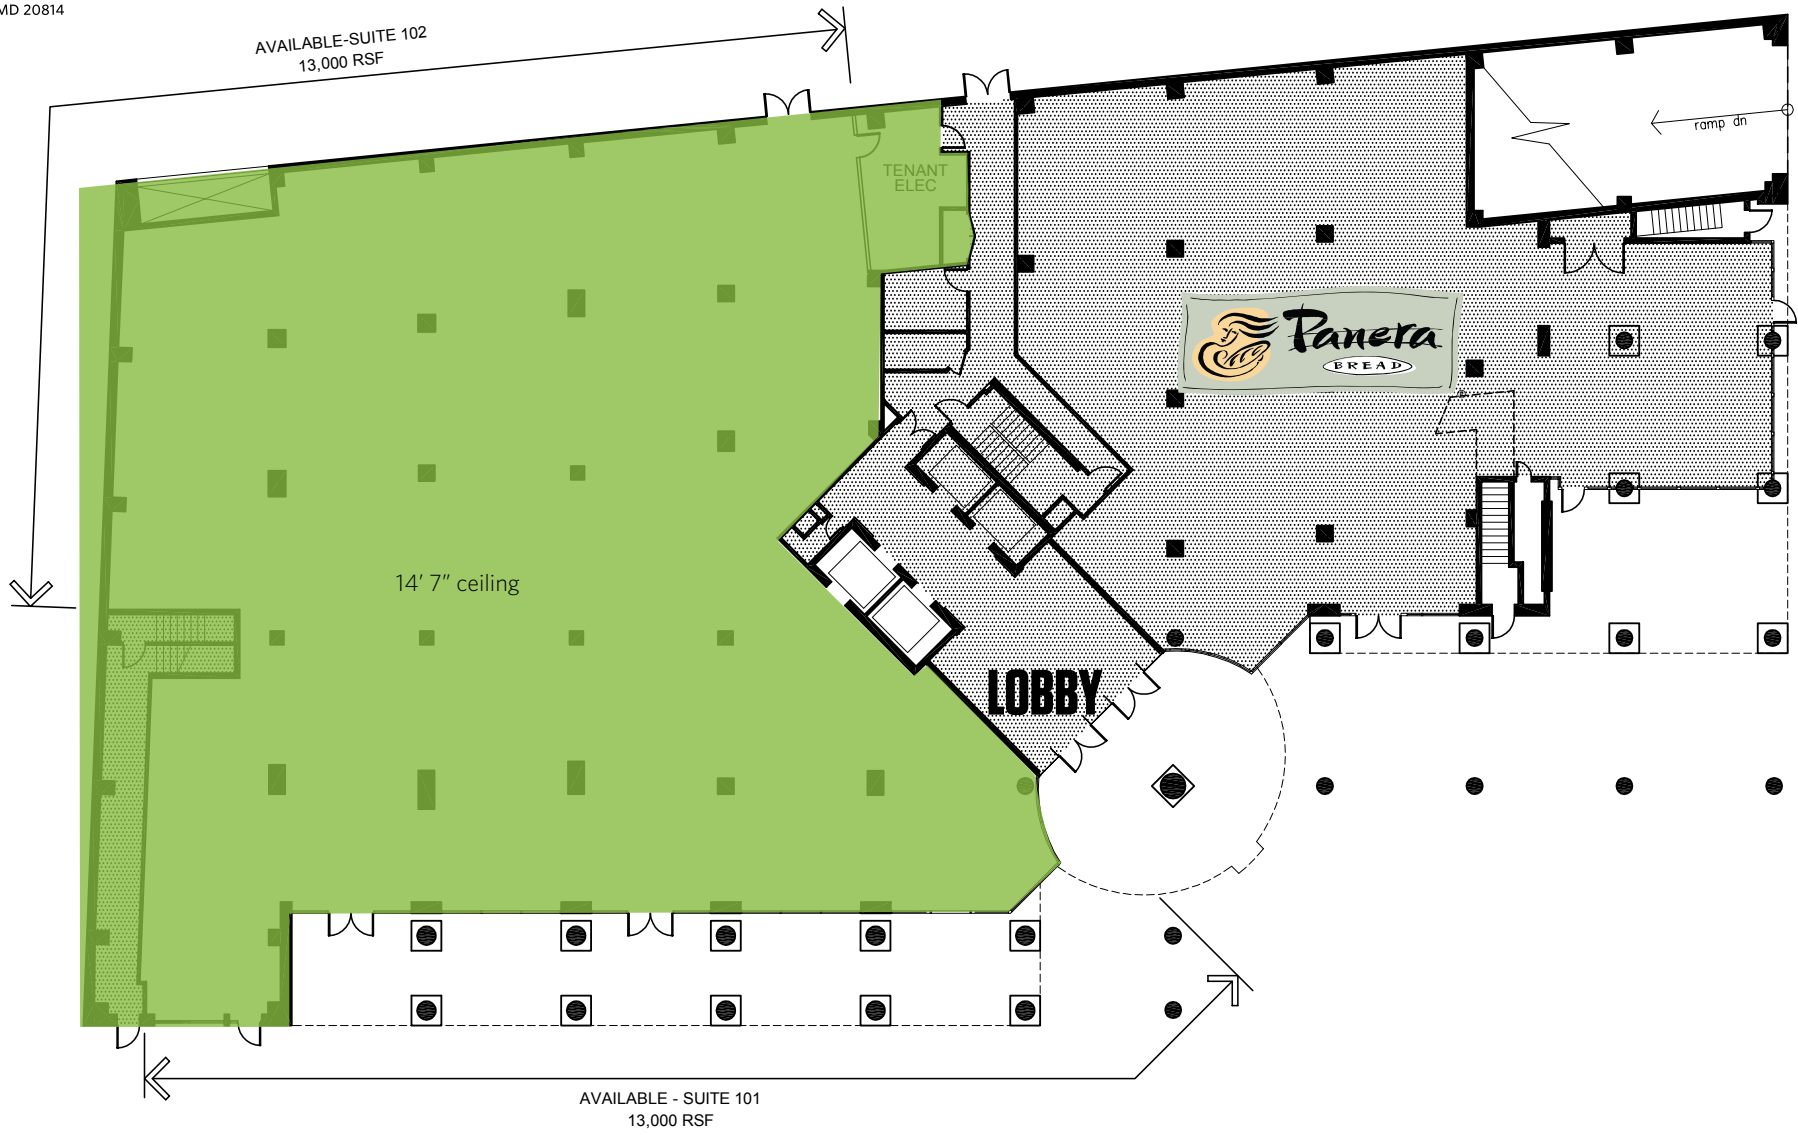 MD 20814
AVAILABLE-SUITE 102
13,000 RSF
ramp dn
TENANT
ELEC
Panera
BREAD
14' 7" ceiling
LOBBY
AVAILABLE - SUITE 101
13,000 RSF